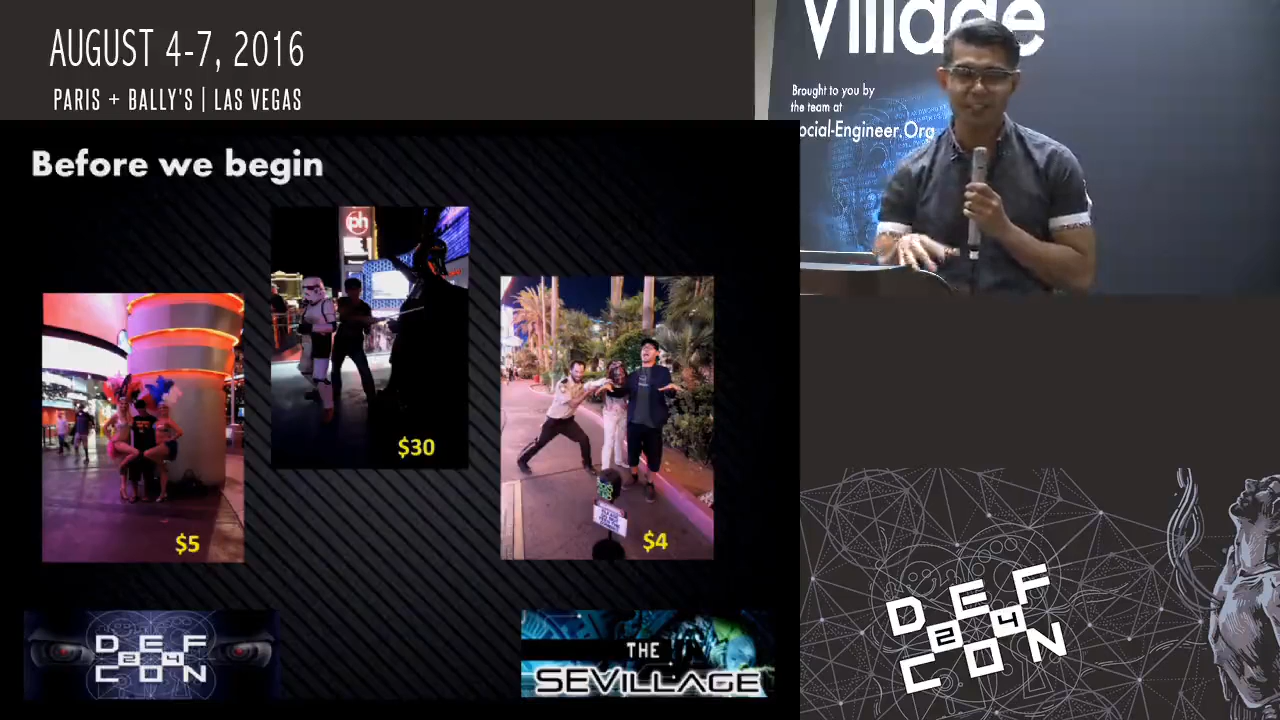 AUGUST 4-7, 2016
PARIS + BALLY'S | LAS VEGAS
Village
Brought to you by
the team at
ocial-Engineer.Org
Before we begin
ph
$30
$5
$4
DEF
24
CON
THE
SEVILLAGE
DEF
24
CON